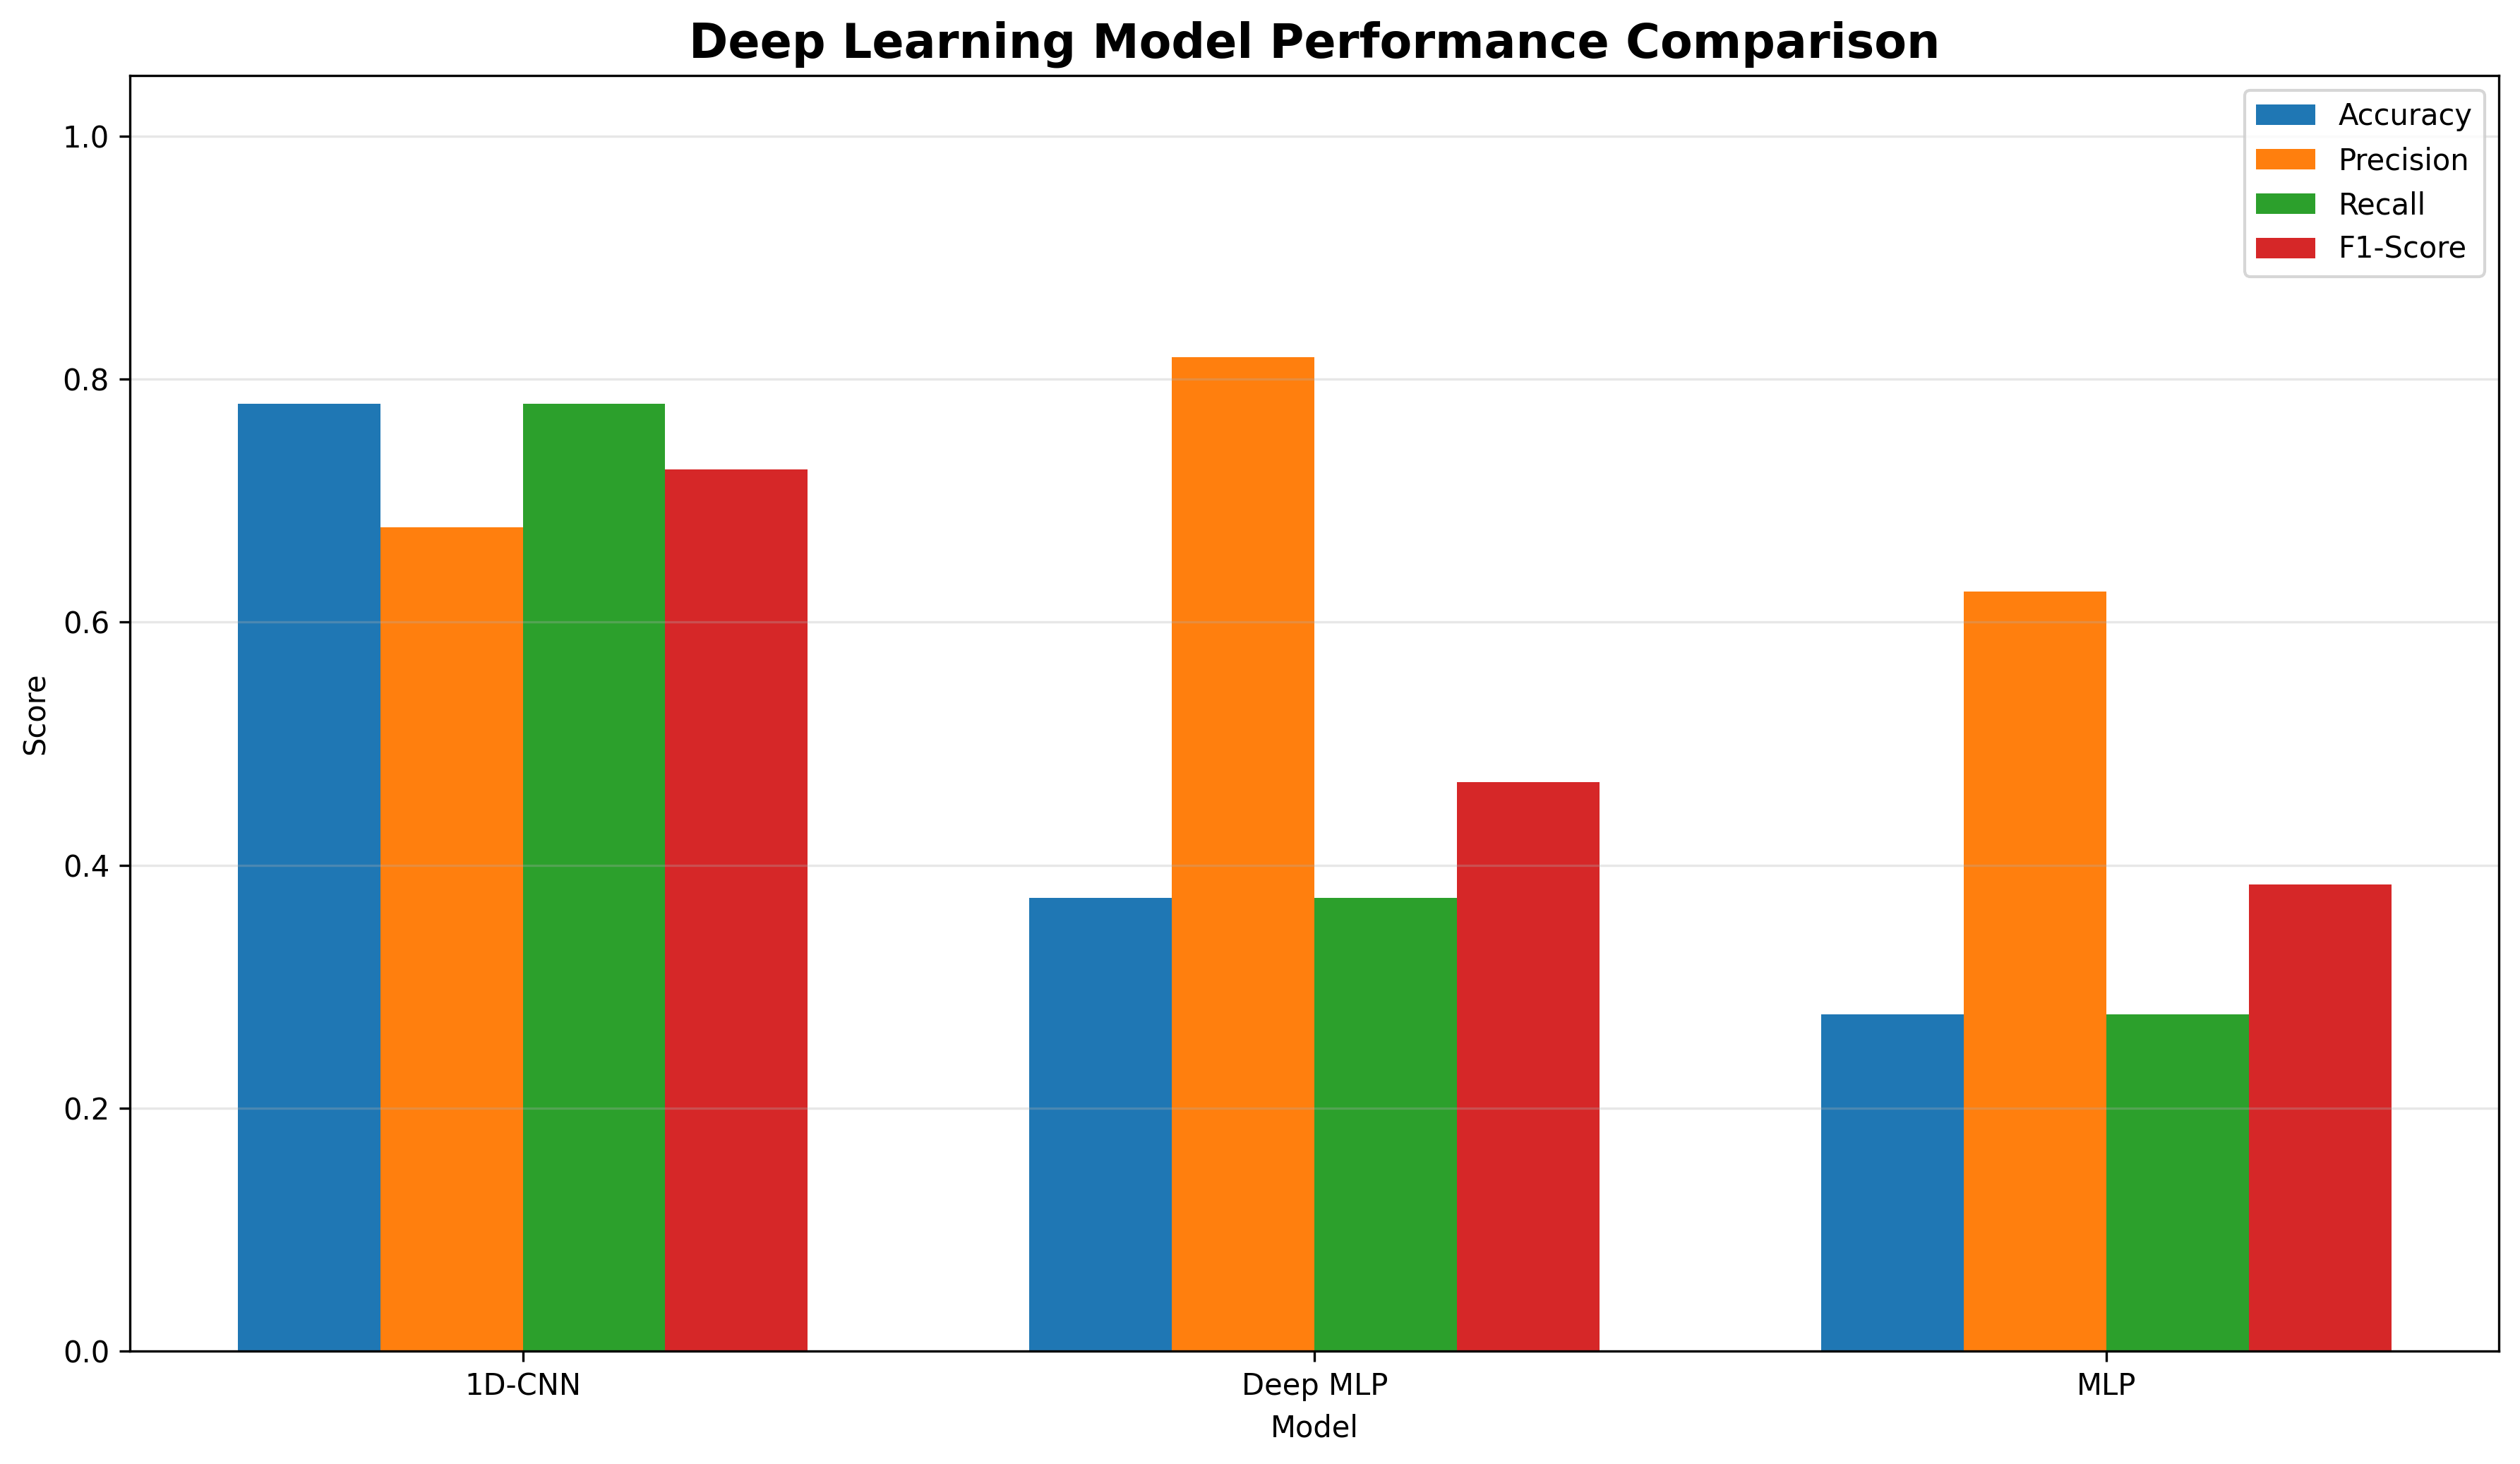 Deep Learning Model Performance Comparison
Accuracy
Precision
Recall
F1-Score
1.0
0.8
0.6
0.4
0.2
0.0
Score
1D-CNN
Deep MLP
MLP
Model